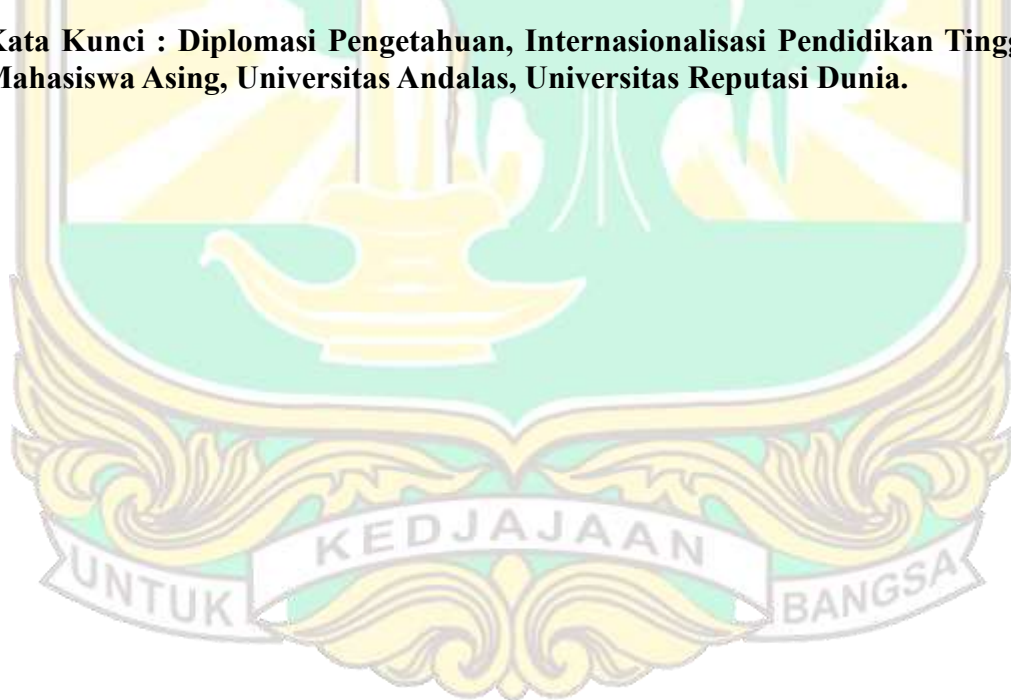 Kata Kunci : Diplomasi Pengetahuan, Internasionalisasi Pendidikan Tingg
Mahasiswa Asing, Universitas Andalas, Universitas Reputasi Dunia.
UNTUK KEDJAJAAN BANGSA